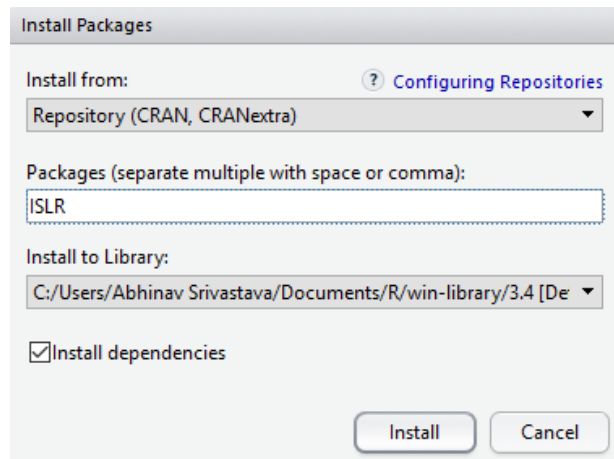 Install Packages
Install from:
? Configuring Repositories
Repository (CRAN, CRANextra)
Packages (separate multiple with space or comma):
ISLR
Install to Library:
C:/Users/Abhinav Srivastava/Documents/R/win-library/3.4 [De
Install dependencies
Install
Cancel